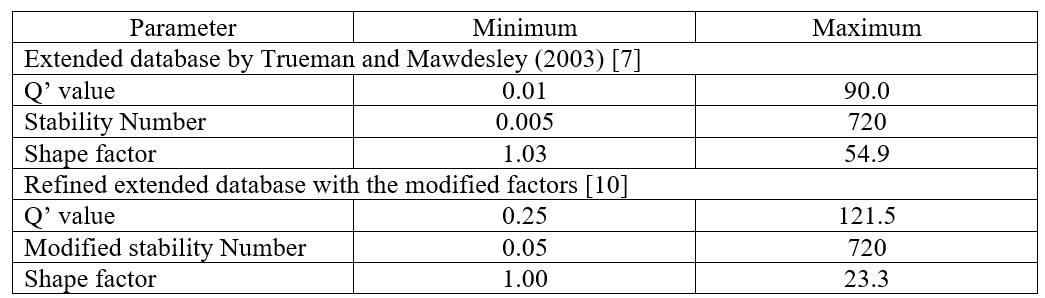 Parameter Minimum Maximum
Extended database by Trueman and Mawdesley (2003) [7]
Q’ value 0.01 90.0
Stability Number 0.005 720
Shape factor 1.03 54.9
Refined extended database with the modified factors [10]
Q’ value 0.25 121.5
Modified stability Number 0.05 720
Shape factor 1.00 23.3